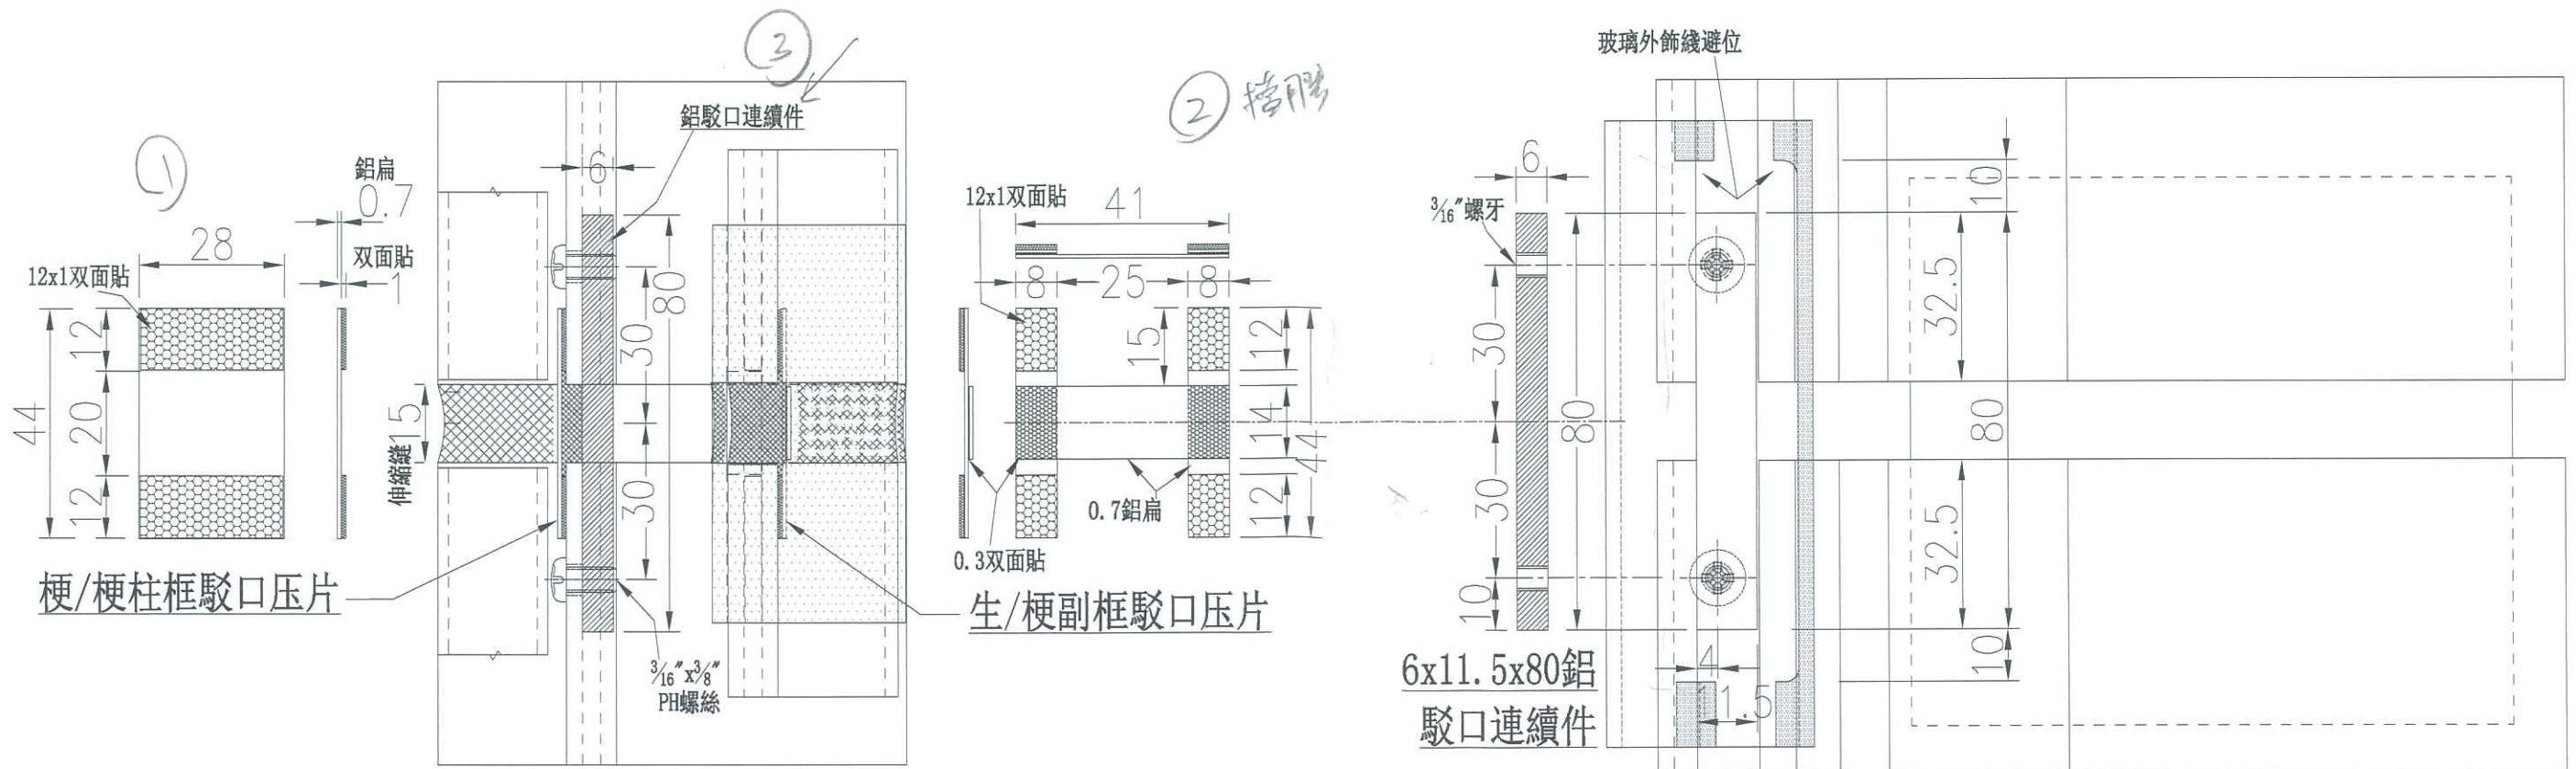 ①
12x1双面貼
28
鋁扁
0.7
双面貼
1
44
12
20
12
梗/梗柱框駁口压片
③
鋁駁口連續件
6
80
30
30
15
伸縮縫
3/16"x3/8"
PH螺絲
生/梗副框駁口压片
② 擋膠
12x1双面貼
41
8
25
8
15
12
14
12
44
0.7鋁扁
0.3双面貼
玻璃外飾綫避位
6
3/16"螺牙
30
30
10
80
6x11.5x80鋁
駁口連續件
10
32.5
80
32.5
10
4
11.5